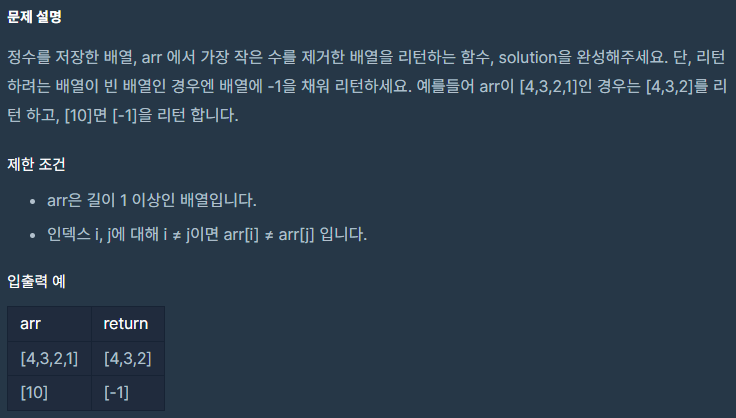 문제 설명
정수를 저장한 배열, arr 에서 가장 작은 수를 제거한 배열을 리턴하는 함수, solution을 완성해주세요. 단, 리턴
하려는 배열이 빈 배열인 경우엔 배열에 -1을 채워 리턴하세요. 예를들어 arr이 [4,3,2,1]인 경우는 [4,3,2]를 리
턴 하고, [10]면 [-1]을 리턴 합니다.
제한 조건
• arr은 길이 1 이상인 배열입니다.
• 인덱스 i, j에 대해 i ≠ j이면 arr[i] ≠ arr[j] 입니다.
입출력 예
arr return
[4,3,2,1] [4,3,2]
[10] [-1]